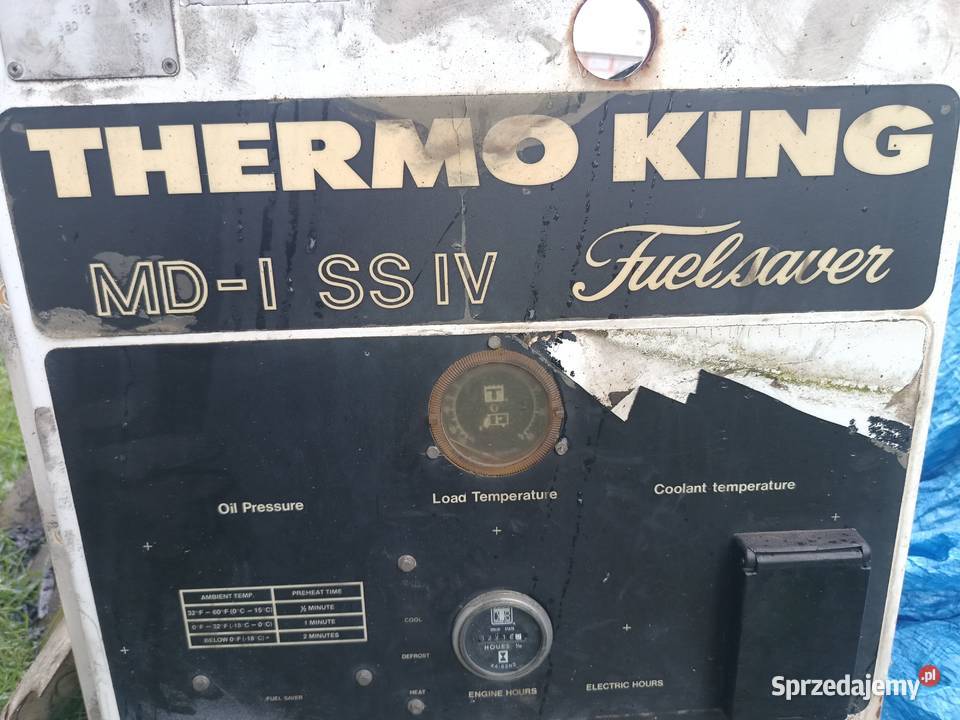 THERMO KING
MD-I SS IV Fuelsaver
Oil Pressure
Load Temperature
Coolant temperature
AMBIENT TEMP. PREHEAT TIME
32°F - 60°F (0°C - 15°C) ½ MINUTE
0°F - 32°F (-18°C - 0°C) 1 MINUTE
BELOW 0°F (-18°C) 2 MINUTES
COOL
DEFROST
HEAT
FUEL SAVER
HOURS
ENGINE HOURS
ELECTRIC HOURS
Sprzedajemy.pl